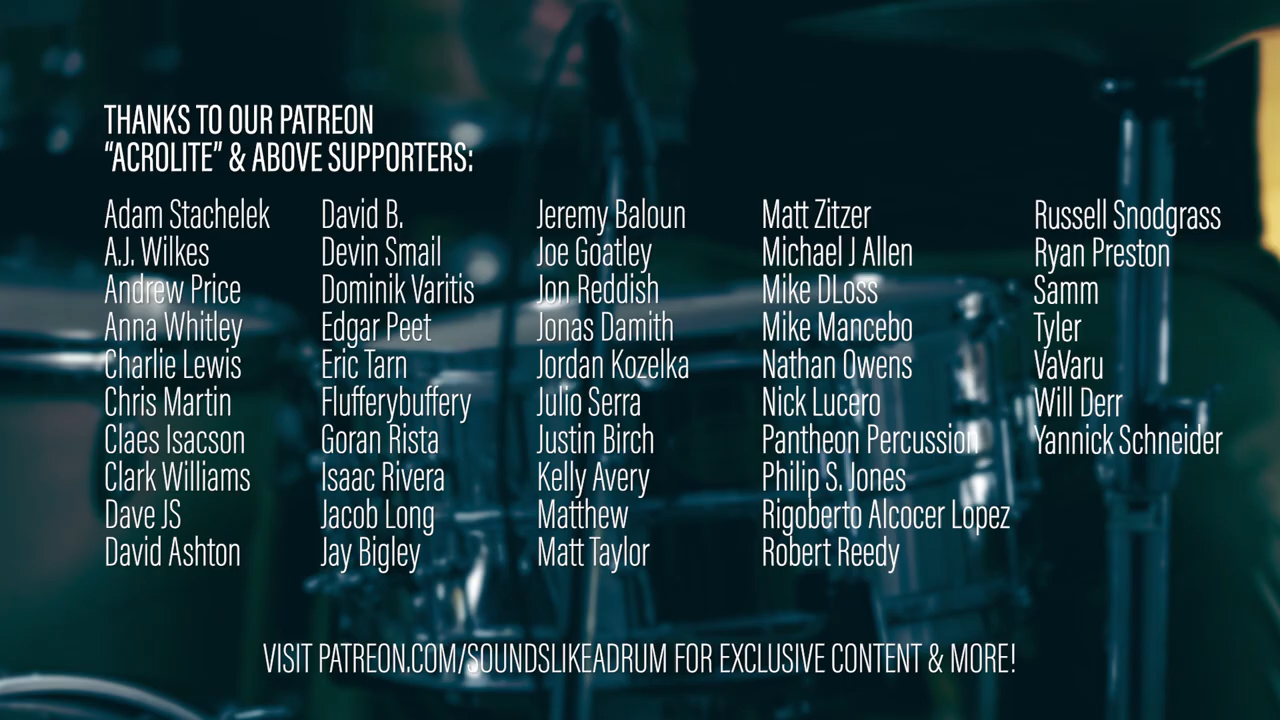 THANKS TO OUR PATREON
“ACROLITE” & ABOVE SUPPORTERS:
Adam Stachelek
A.J. Wilkes
Andrew Price
Anna Whitley
Charlie Lewis
Chris Martin
Claes Isacson
Clark Williams
Dave JS
David Ashton
David B.
Devin Smail
Dominik Varitis
Edgar Peet
Eric Tarn
Flufferybuffery
Goran Rista
Isaac Rivera
Jacob Long
Jay Bigley
Jeremy Baloun
Joe Goatley
Jon Reddish
Jonas Damith
Jordan Kozelka
Julio Serra
Justin Birch
Kelly Avery
Matthew
Matt Taylor
Matt Zitzer
Michael J Allen
Mike DLoss
Mike Mancebo
Nathan Owens
Nick Lucero
Pantheon Percussion
Philip S. Jones
Rigoberto Alcocer Lopez
Robert Reedy
Russell Snodgrass
Ryan Preston
Samm
Tyler
VaVaru
Will Derr
Yannick Schneider
VISIT PATREON.COM/SOUNDSLIKEADRUM FOR EXCLUSIVE CONTENT & MORE!